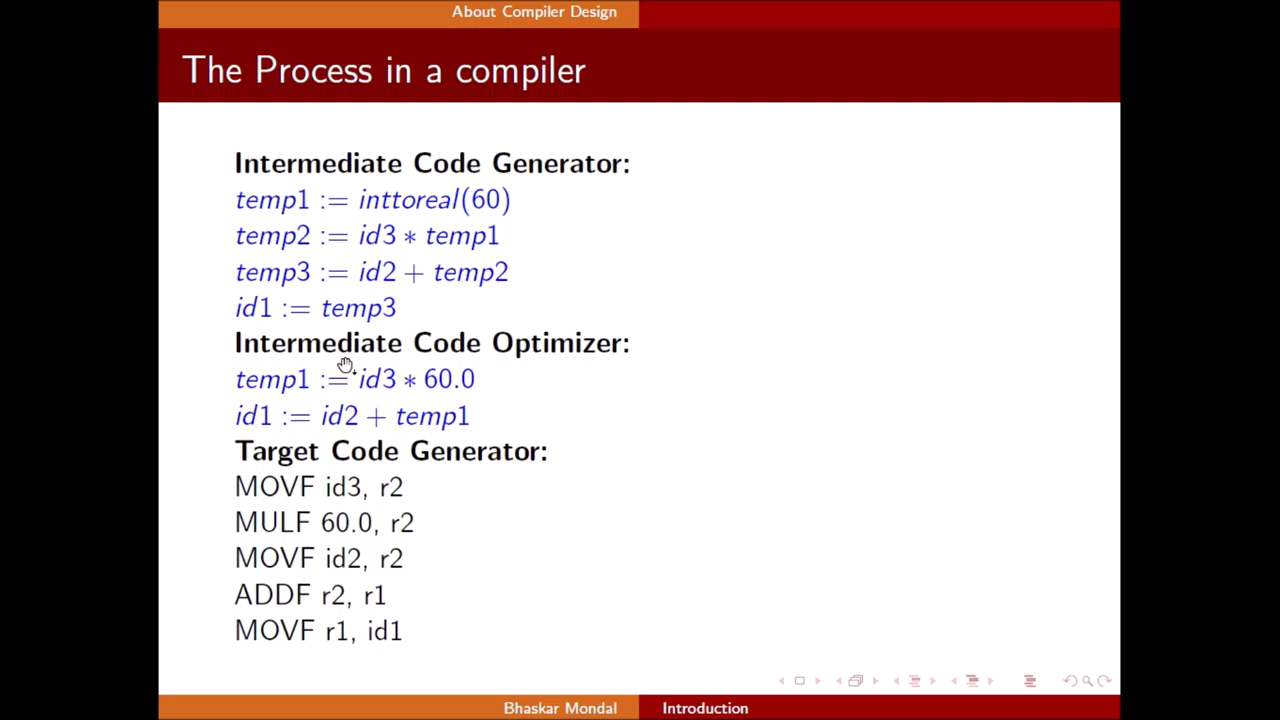 About Compiler Design
The Process in a compiler
Intermediate Code Generator:
temp1 := inttoreal(60)
temp2 := id3 * temp1
temp3 := id2 + temp2
id1 := temp3
Intermediate Code Optimizer:
temp1 := id3 * 60.0
id1 := id2 + temp1
Target Code Generator:
MOVF id3, r2
MULF 60.0, r2
MOVF id2, r2
ADDF r2, r1
MOVF r1, id1
Bhaskar Mondal Introduction